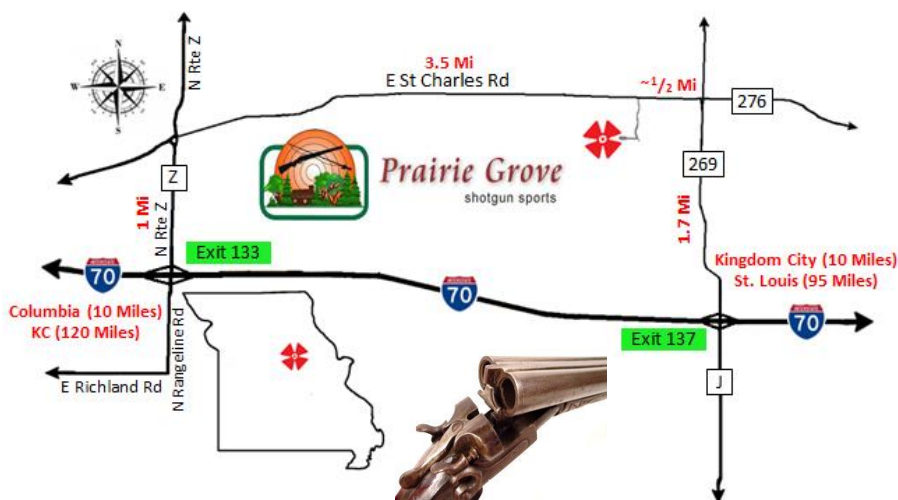 N
W
E
S
N Rte Z
3.5 Mi
E St Charles Rd
~1/2 Mi
276
Z
269
Prairie Grove
shotgun sports
1 Mi
N Rte Z
1.7 Mi
Exit 133
70
70
70
Kingdom City (10 Miles)
St. Louis (95 Miles)
Columbia (10 Miles)
KC (120 Miles)
Exit 137
N Rangeline Rd
E Richland Rd
J